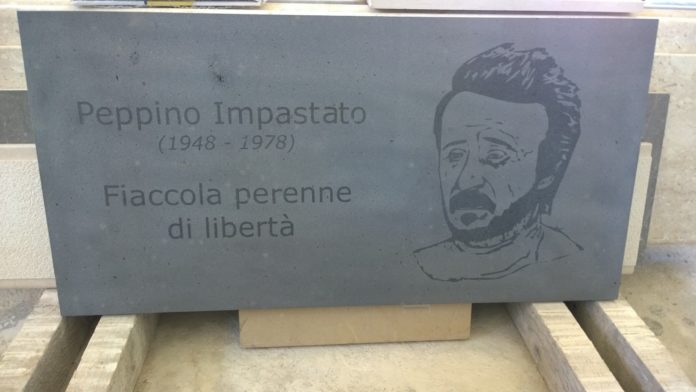 Peppino Impastato
(1948 - 1978)
Fiaccola perenne
di libertà